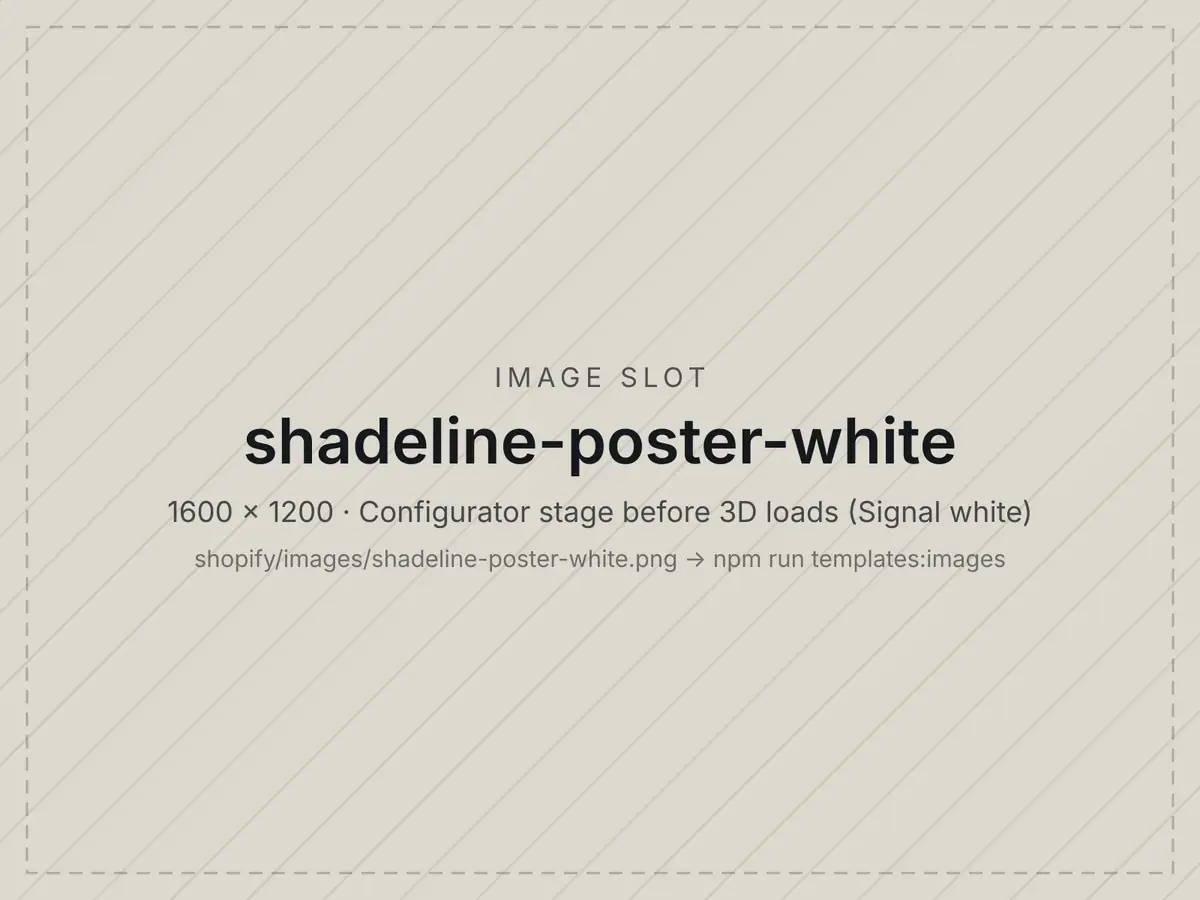 IMAGE SLOT
shadeline-poster-white
1600 × 1200 · Configurator stage before 3D loads (Signal white)
shopify/images/shadeline-poster-white.png → npm run templates:images